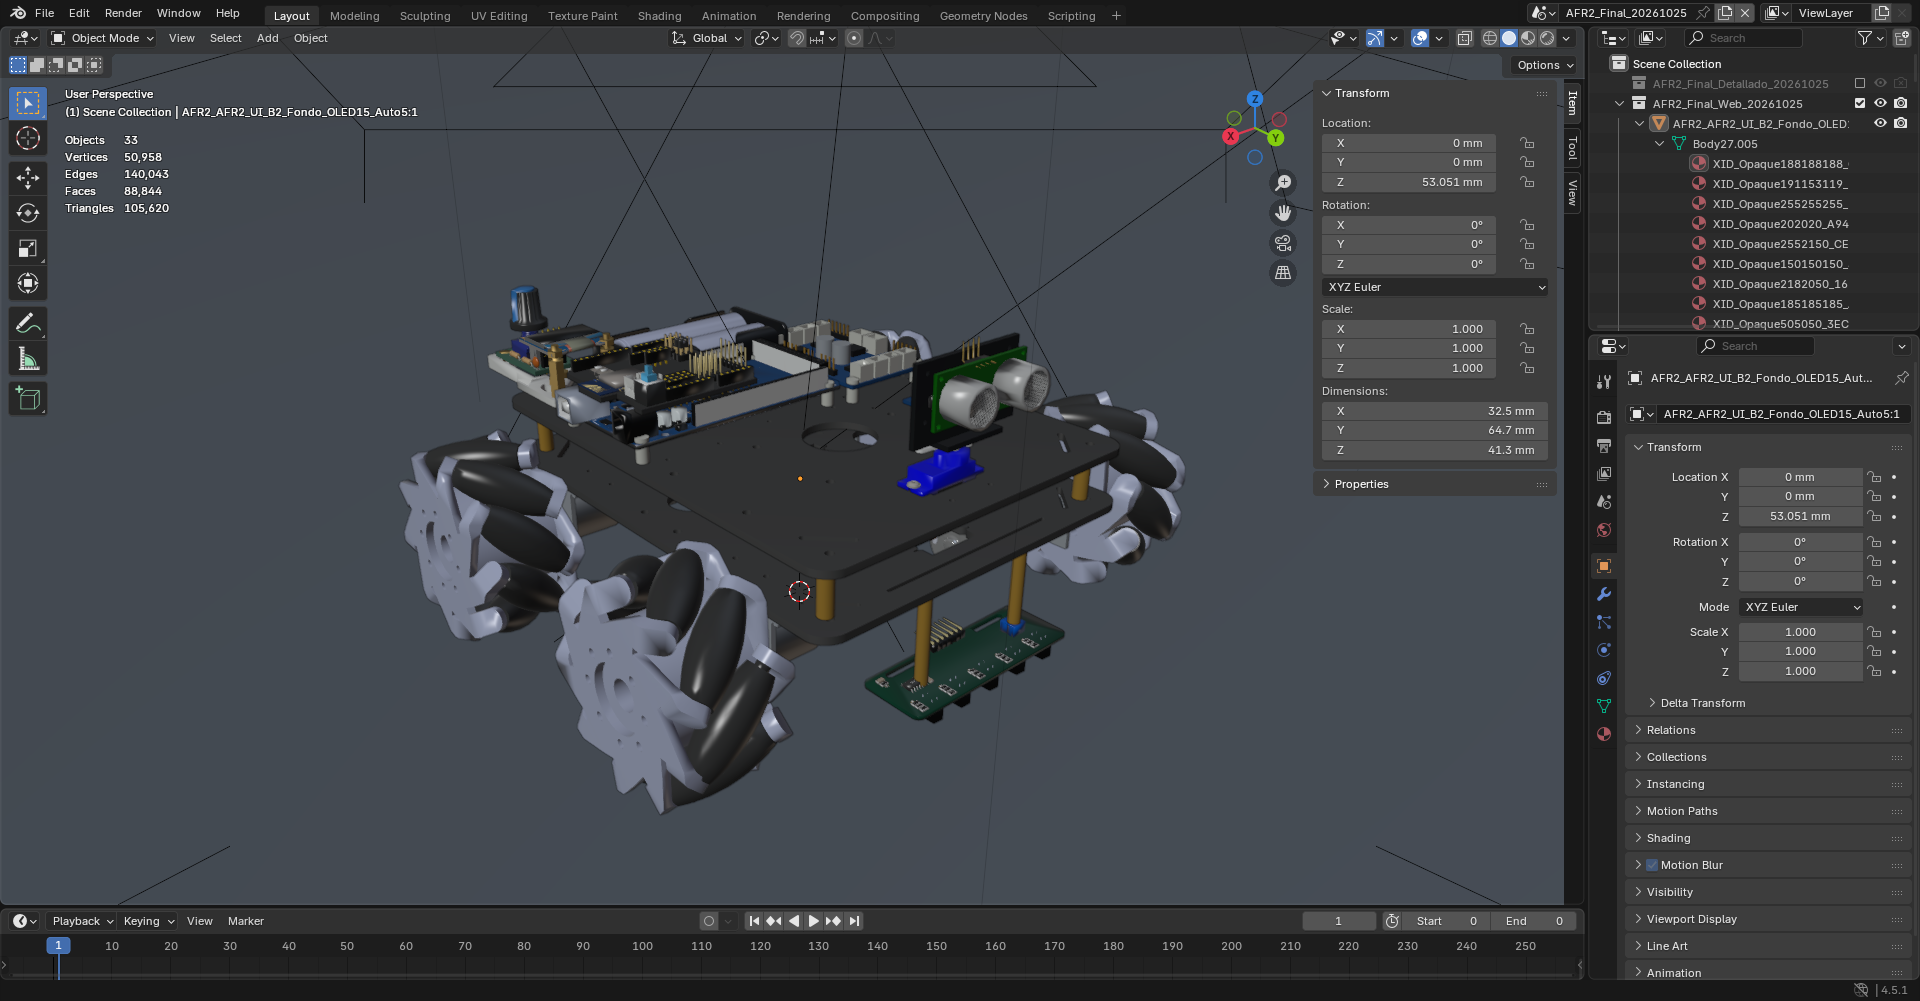 File Edit Render Window Help Layout Modeling Sculpting UV Editing Texture Paint Shading Animation Rendering Compositing Geometry Nodes Scripting + AFR2_Final_20261025 ViewLayer
Object Mode View Select Add Object Global Search
Options
User Perspective
(1) Scene Collection | AFR2_AFR2_UI_B2_Fondo_OLED15_Auto5:1
Objects 33
Vertices 50,958
Edges 140,043
Faces 88,844
Triangles 105,620
Z
X
Y
Transform
Location:
X 0 mm
Y 0 mm
Z 53.051 mm
Rotation:
X 0°
Y 0°
Z 0°
XYZ Euler
Scale:
X 1.000
Y 1.000
Z 1.000
Dimensions:
X 32.5 mm
Y 64.7 mm
Z 41.3 mm
Properties
Item
Tool
View
Scene Collection
AFR2_Final_Detallado_20261025
AFR2_Final_Web_20261025
AFR2_AFR2_UI_B2_Fondo_OLED
Body27.005
XID_Opaque188188188_
XID_Opaque191153119_
XID_Opaque255255255_
XID_Opaque202020_A94
XID_Opaque2552150_CE
XID_Opaque150150150_
XID_Opaque2182050_16
XID_Opaque185185185_
XID_Opaque505050_3EC
Search
AFR2_AFR2_UI_B2_Fondo_OLED15_Aut...
AFR2_AFR2_UI_B2_Fondo_OLED15_Auto5:1
Transform
Location X 0 mm
Y 0 mm
Z 53.051 mm
Rotation X 0°
Y 0°
Z 0°
Mode XYZ Euler
Scale X 1.000
Y 1.000
Z 1.000
Delta Transform
Relations
Collections
Instancing
Motion Paths
Shading
Motion Blur
Visibility
Viewport Display
Line Art
Animation
Playback Keying View Marker 1 Start 0 End 0
1 10 20 30 40 50 60 70 80 90 100 110 120 130 140 150 160 170 180 190 200 210 220 230 240 250
4.5.1